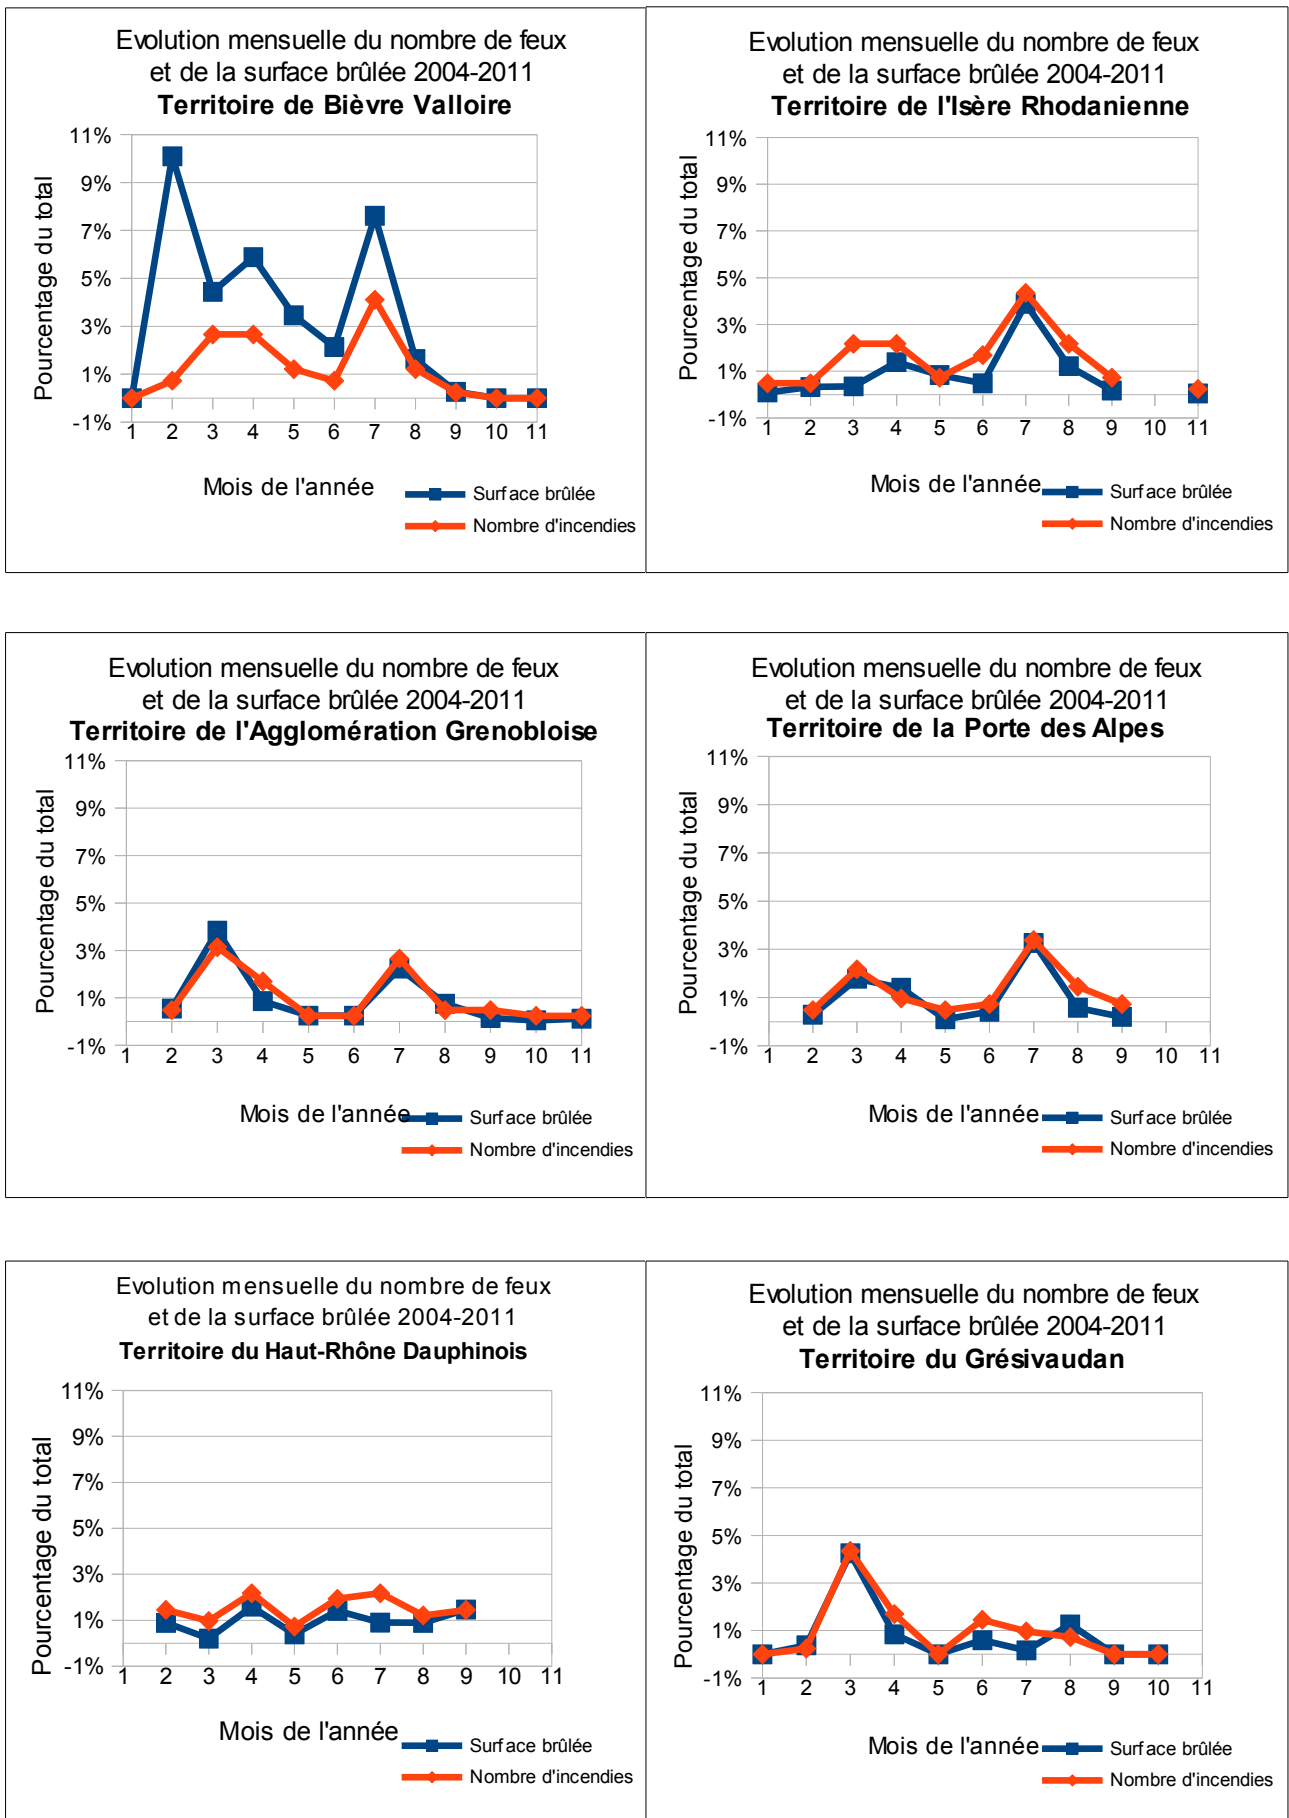 Evolution mensuelle du nombre de feux
et de la surface brûlée 2004-2011
Territoire de Bièvre Valloire
11%
9%
7%
5%
3%
1%
-1%
Pourcentage du total
1 2 3 4 5 6 7 8 9 10 11
Mois de l'année
Surface brûlée
Nombre d'incendies
Evolution mensuelle du nombre de feux
et de la surface brûlée 2004-2011
Territoire de l'Isère Rhodanienne
11%
9%
7%
5%
3%
1%
-1%
Pourcentage du total
1 2 3 4 5 6 7 8 9 10 11
Mois de l'année
Surface brûlée
Nombre d'incendies
Evolution mensuelle du nombre de feux
et de la surface brûlée 2004-2011
Territoire de l'Agglomération Grenobloise
11%
9%
7%
5%
3%
1%
-1%
Pourcentage du total
1 2 3 4 5 6 7 8 9 10 11
Mois de l'année
Surface brûlée
Nombre d'incendies
Evolution mensuelle du nombre de feux
et de la surface brûlée 2004-2011
Territoire de la Porte des Alpes
11%
9%
7%
5%
3%
1%
-1%
Pourcentage du total
1 2 3 4 5 6 7 8 9 10 11
Mois de l'année
Surface brûlée
Nombre d'incendies
Evolution mensuelle du nombre de feux
et de la surface brûlée 2004-2011
Territoire du Haut-Rhône Dauphinois
11%
9%
7%
5%
3%
1%
-1%
Pourcentage du total
1 2 3 4 5 6 7 8 9 10 11
Mois de l'année
Surface brûlée
Nombre d'incendies
Evolution mensuelle du nombre de feux
et de la surface brûlée 2004-2011
Territoire du Grésivaudan
11%
9%
7%
5%
3%
1%
-1%
Pourcentage du total
1 2 3 4 5 6 7 8 9 10 11
Mois de l'année
Surface brûlée
Nombre d'incendies